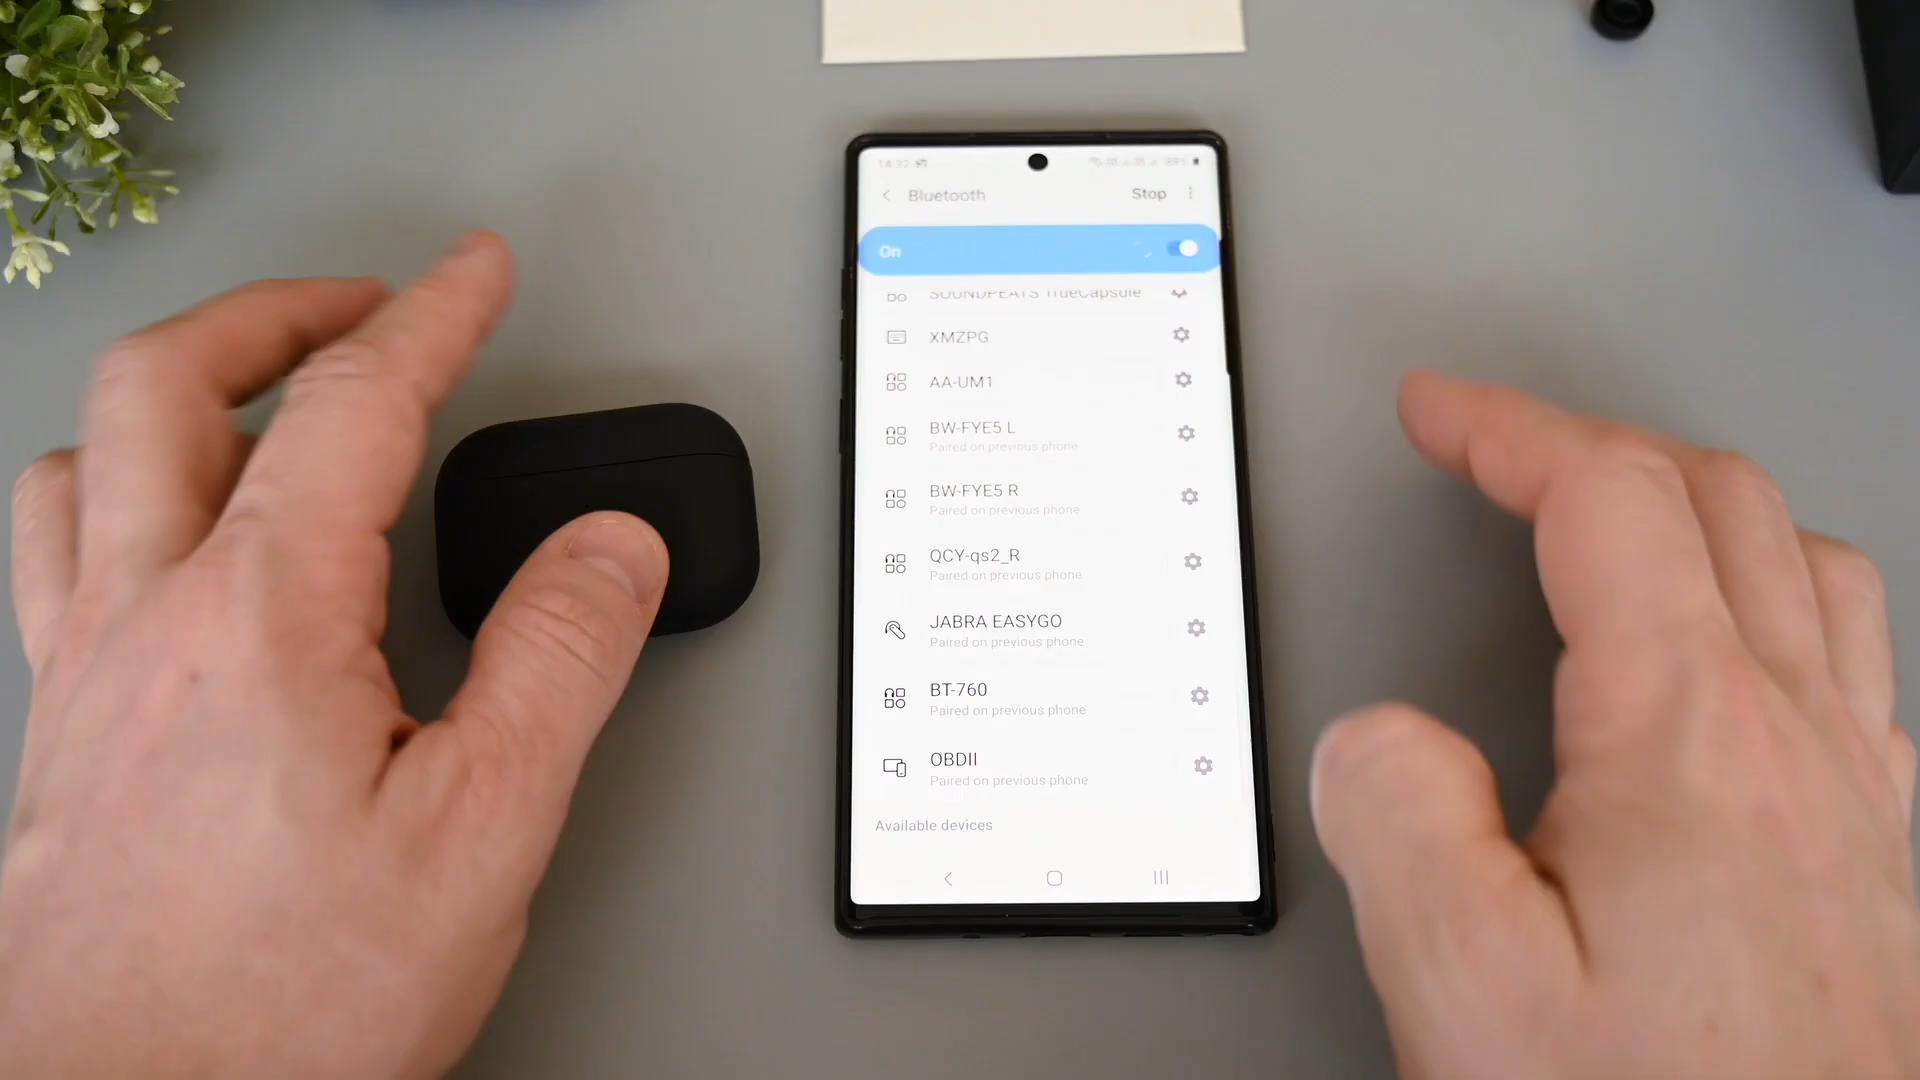 14:32
Bluetooth
Stop
On
SOUNDPEATS TrueCapsule
XMZPG
AA-UM1
BW-FYE5 L
Paired on previous phone
BW-FYE5 R
Paired on previous phone
QCY-qs2_R
Paired on previous phone
JABRA EASYGO
Paired on previous phone
BT-760
Paired on previous phone
OBDII
Paired on previous phone
Available devices